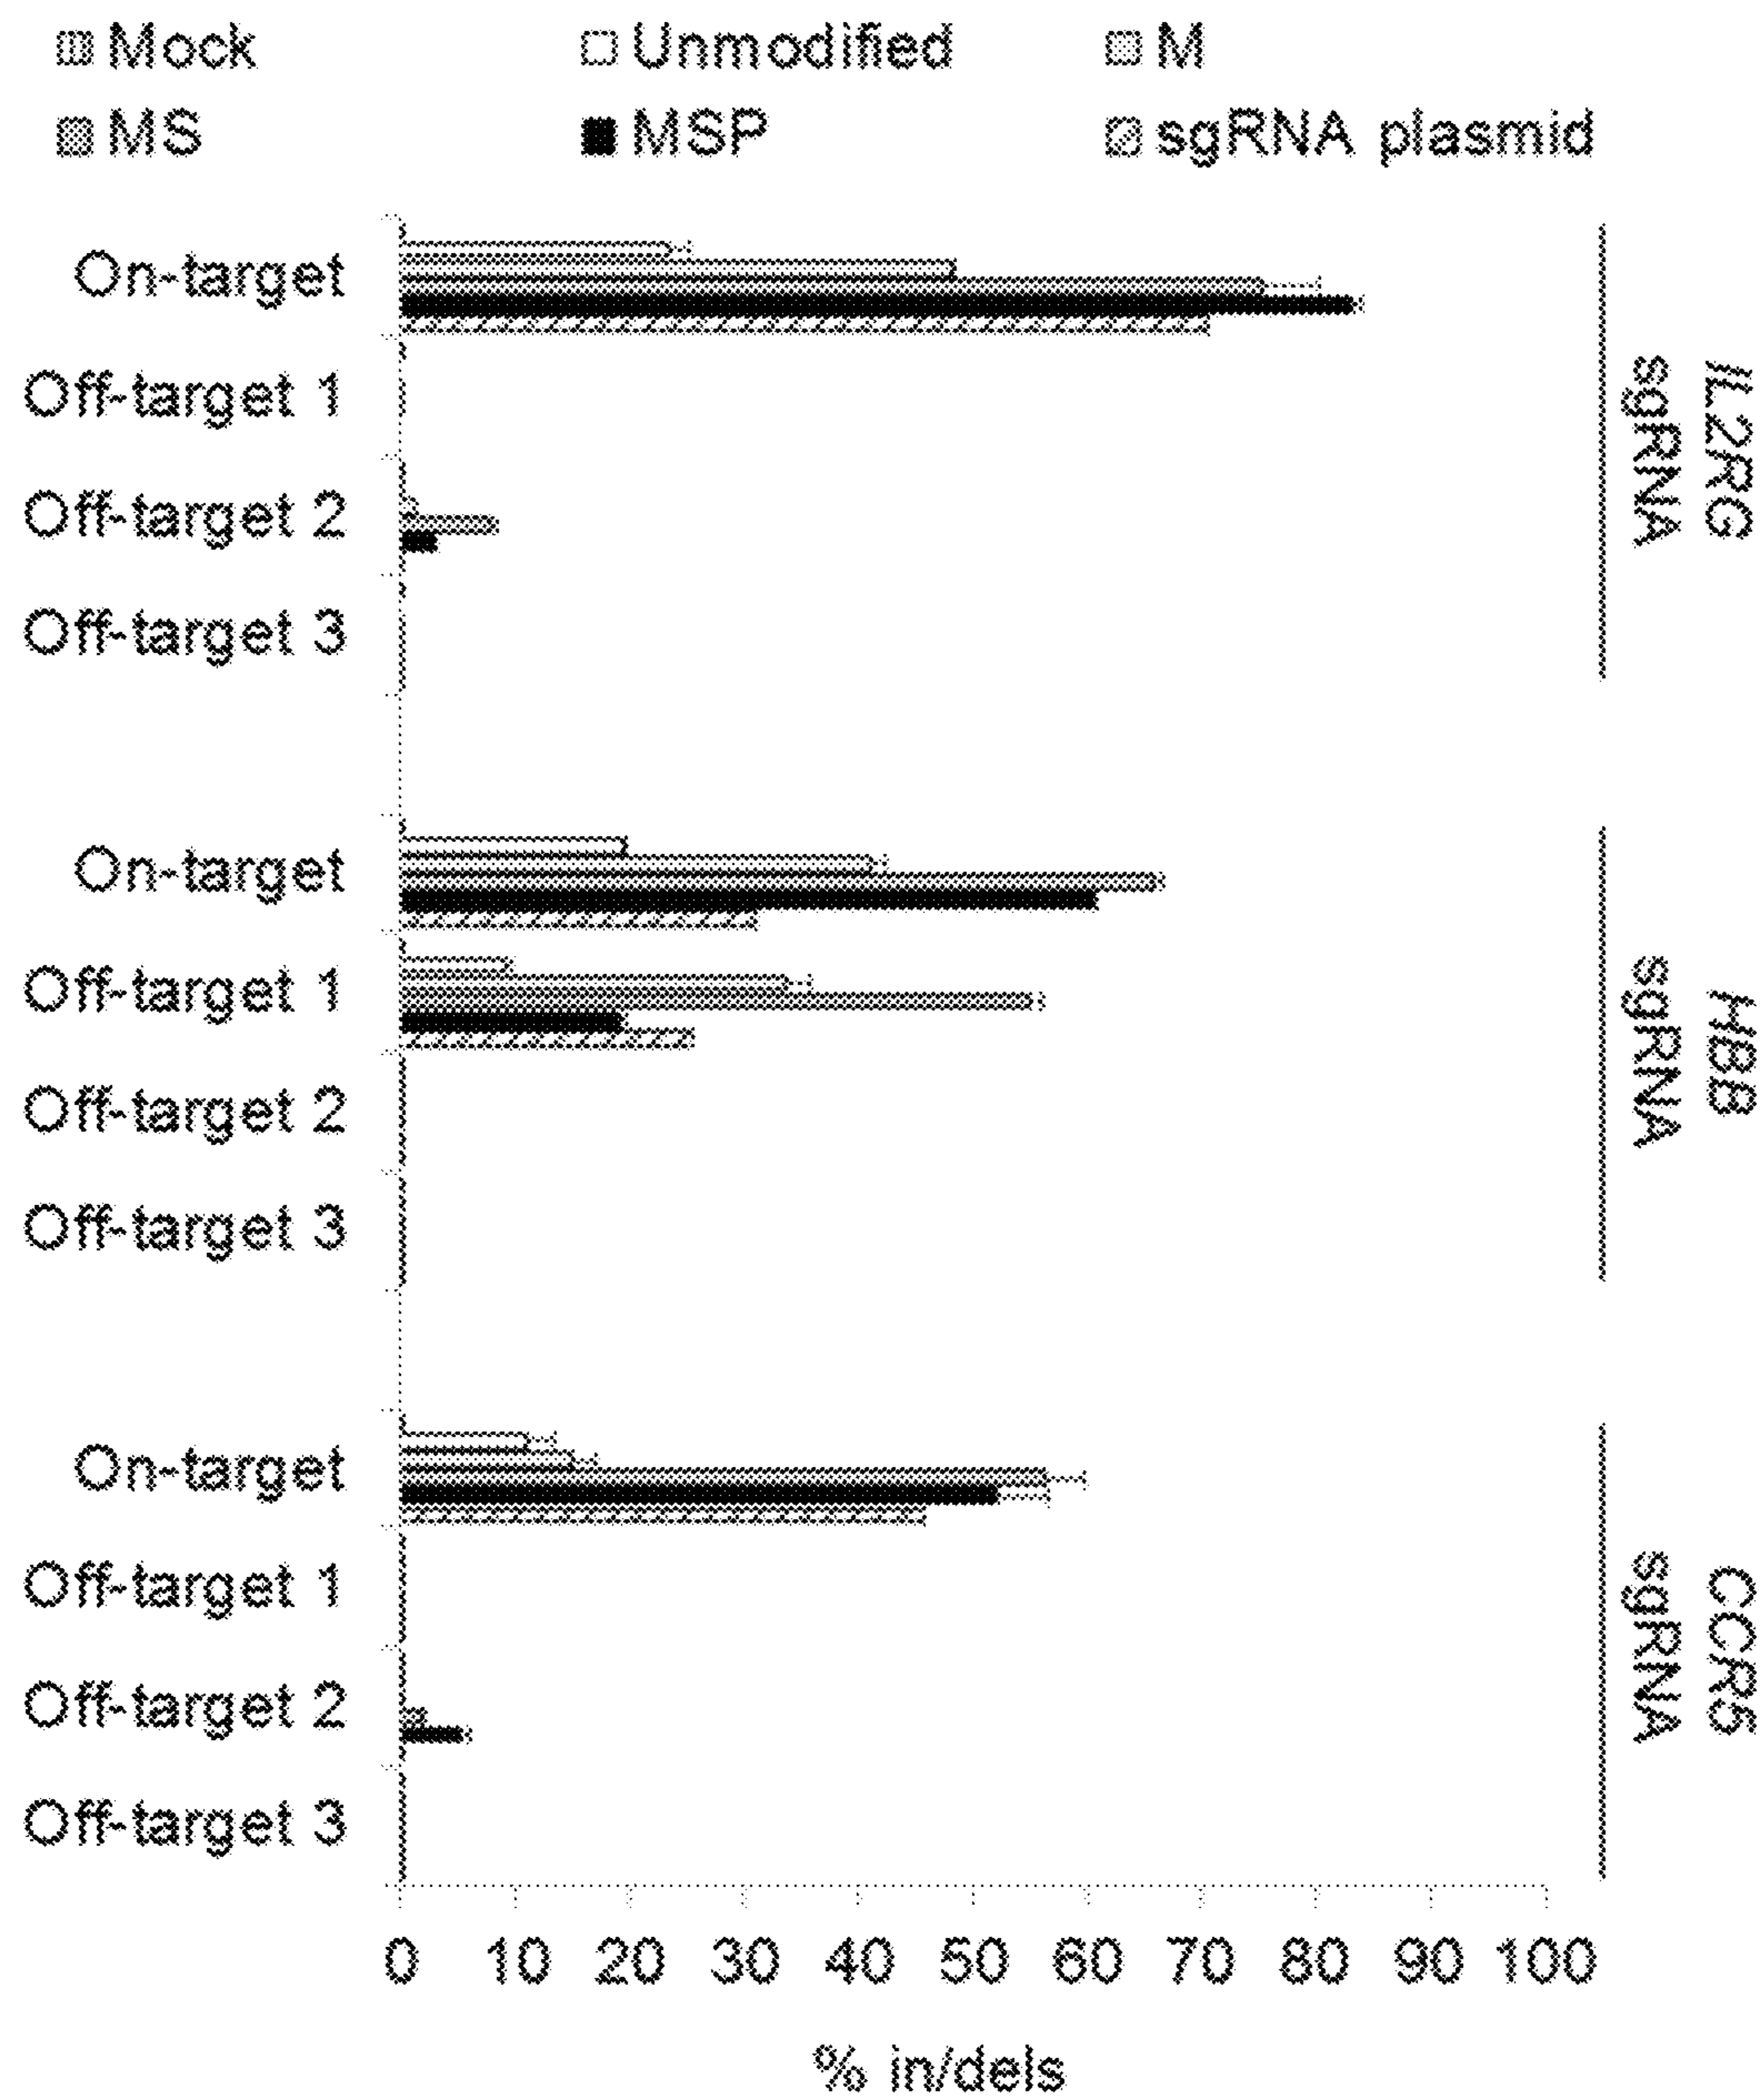 Mock Unmodified M
MS MSP sgRNA plasmid
On-target
Off-target 1
Off-target 2
Off-target 3
IL2RG
sgRNA
On-target
Off-target 1
Off-target 2
Off-target 3
HBB
sgRNA
On-target
Off-target 1
Off-target 2
Off-target 3
CCR5
sgRNA
0 10 20 30 40 50 60 70 80 90 100
% in/dels